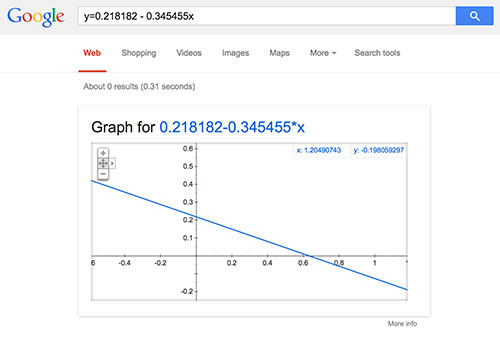 Google
y=0.218182 - 0.345455x
Web Shopping Videos Images Maps More Search tools
About 0 results (0.31 seconds)
Graph for 0.218182-0.345455*x
x: 1.20490743 y: -0.198059297
0.6
0.5
0.4
0.3
0.2
0.1
6 -0.4 -0.2 0.2 0.4 0.6 0.8 1 1
-0.2
More info